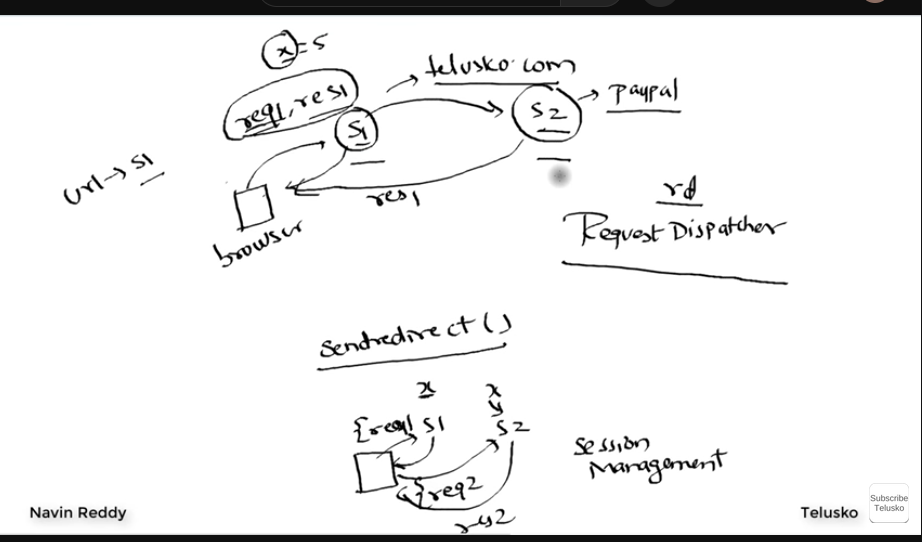 x = 5
telusko.com
req1, res1
S1
S2
Paypal
url → S1
res1
rd
Request Dispatcher
browser
sendredirect()
x
x
y
{req1 S1
S2
{req2
res2
Session
Management
Navin Reddy
Telusko
Subscribe
Telusko